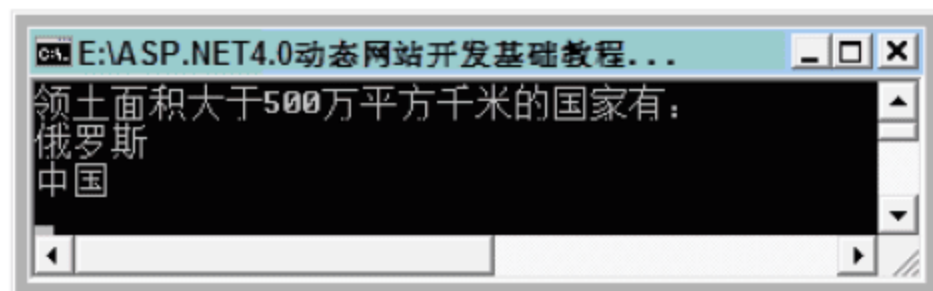 E:\ASP.NET4.0动态网站开发基础教程...
领土面积大于500万平方千米的国家有：
俄罗斯
中国